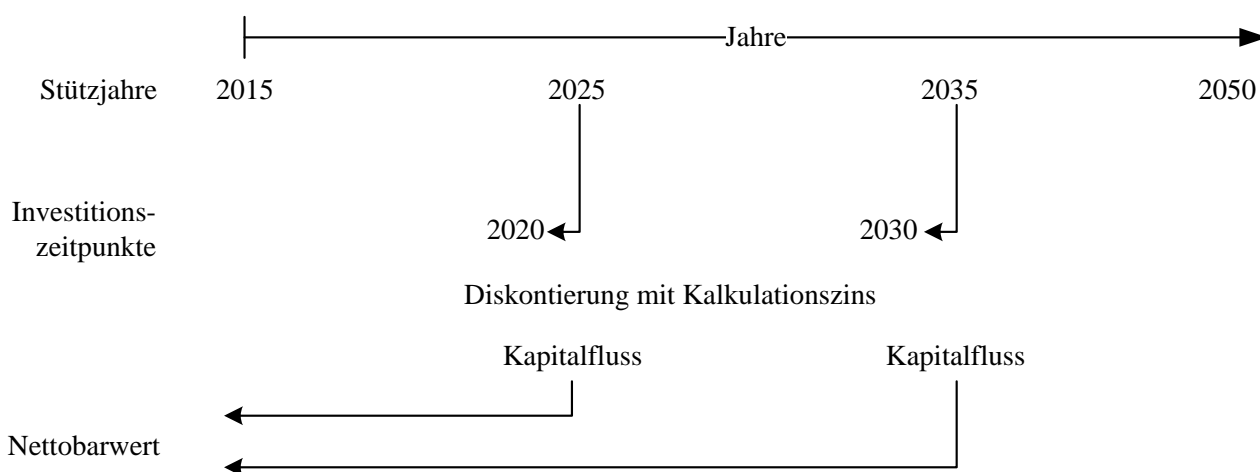 Jahre
Stützjahre 2015 2025 2035 2050
Investitions-
zeitpunkte
2020 2030
Diskontierung mit Kalkulationszins
Kapitalfluss Kapitalfluss
Nettobarwert